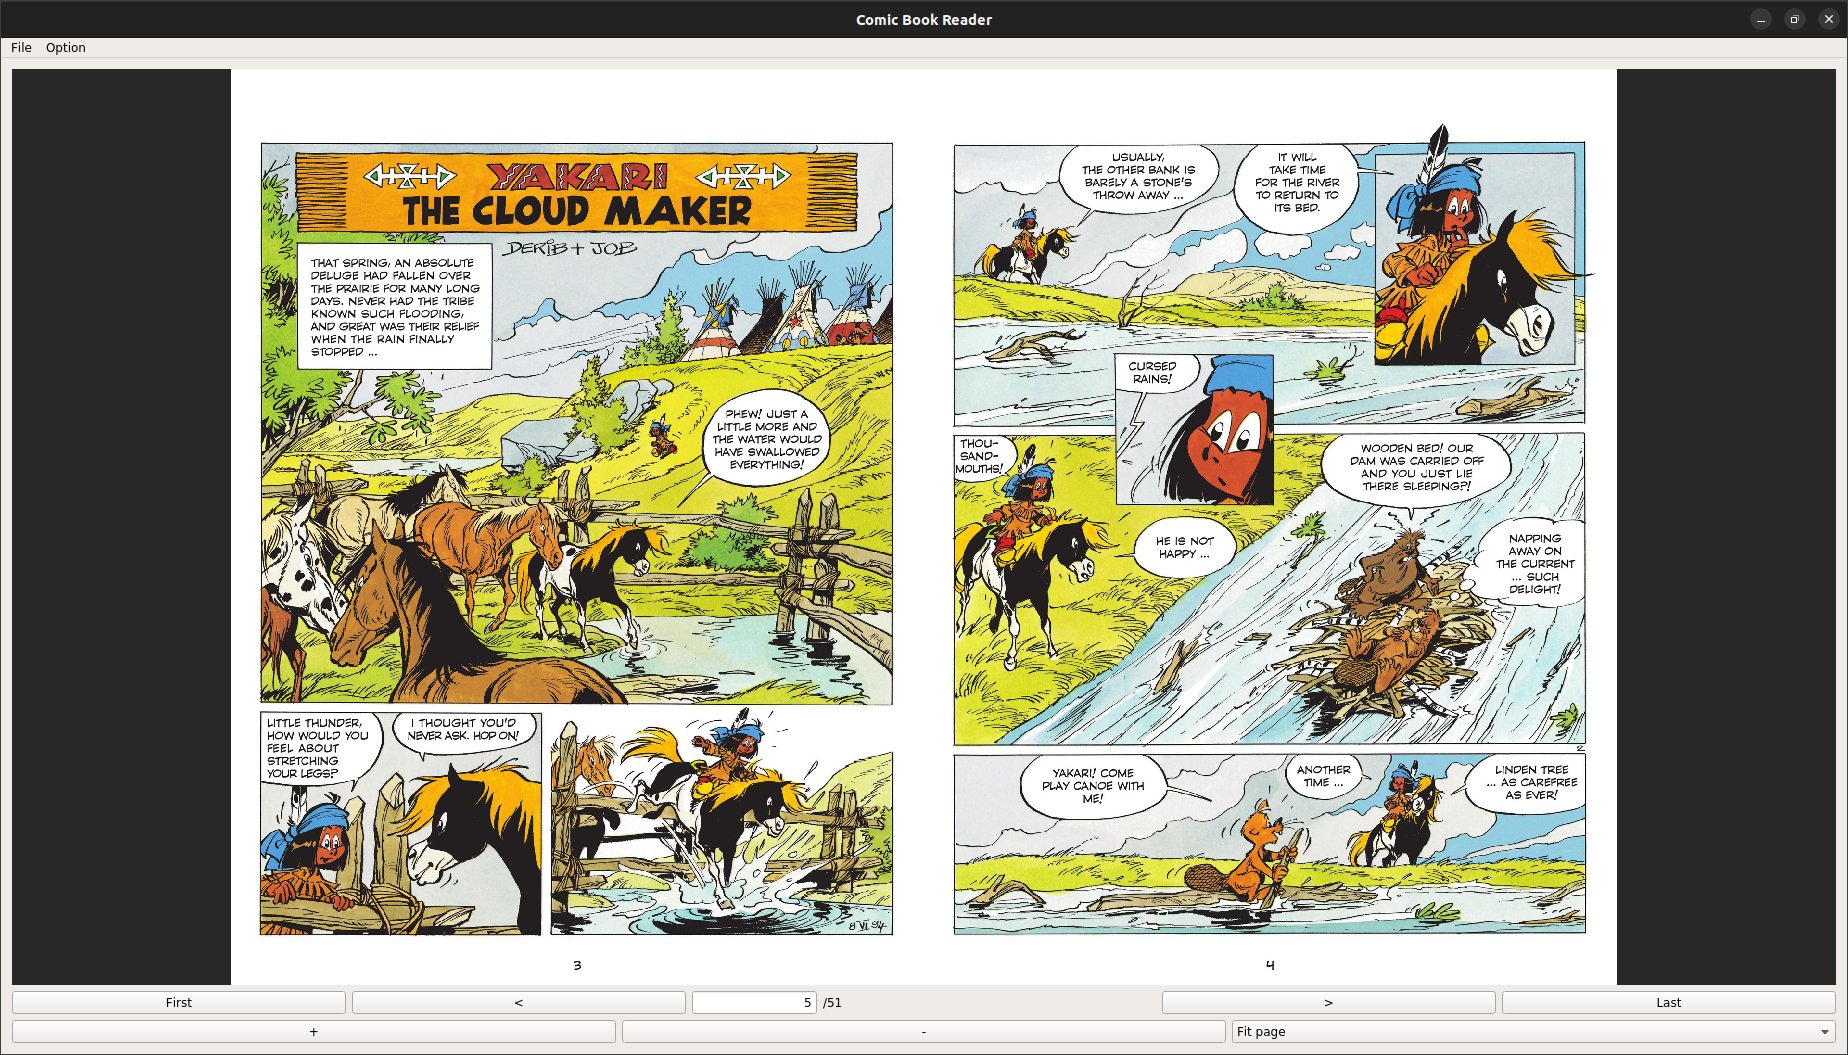 Comic Book Reader
File Option
YAKARI
THE CLOUD MAKER
DERIB + JOB
THAT SPRING, AN ABSOLUTE
DELUGE HAD FALLEN OVER
THE PRAIRIE FOR MANY LONG
DAYS. NEVER HAD THE TRIBE
KNOWN SUCH FLOODING,
AND GREAT WAS THEIR RELIEF
WHEN THE RAIN FINALLY
STOPPED ...
PHEW! JUST A
LITTLE MORE AND
THE WATER WOULD
HAVE SWALLOWED
EVERYTHING!
LITTLE THUNDER,
HOW WOULD YOU
FEEL ABOUT
STRETCHING
YOUR LEGS?
I THOUGHT YOU'D
NEVER ASK. HOP ON!
8 VI 94
3
USUALLY,
THE OTHER BANK IS
BARELY A STONE'S
THROW AWAY ...
IT WILL
TAKE TIME
FOR THE RIVER
TO RETURN TO
ITS BED.
CURSED
RAINS!
THOU-
SAND-
MOUTHS!
HE IS NOT
HAPPY ...
WOODEN BED! OUR
DAM WAS CARRIED OFF
AND YOU JUST LIE
THERE SLEEPING?!
NAPPING
AWAY ON
THE CURRENT
... SUCH
DELIGHT!
2
YAKARI! COME
PLAY CANOE WITH
ME!
ANOTHER
TIME ...
LINDEN TREE
... AS CAREFREE
AS EVER!
4
First < 5 /51 > Last
+ - Fit page